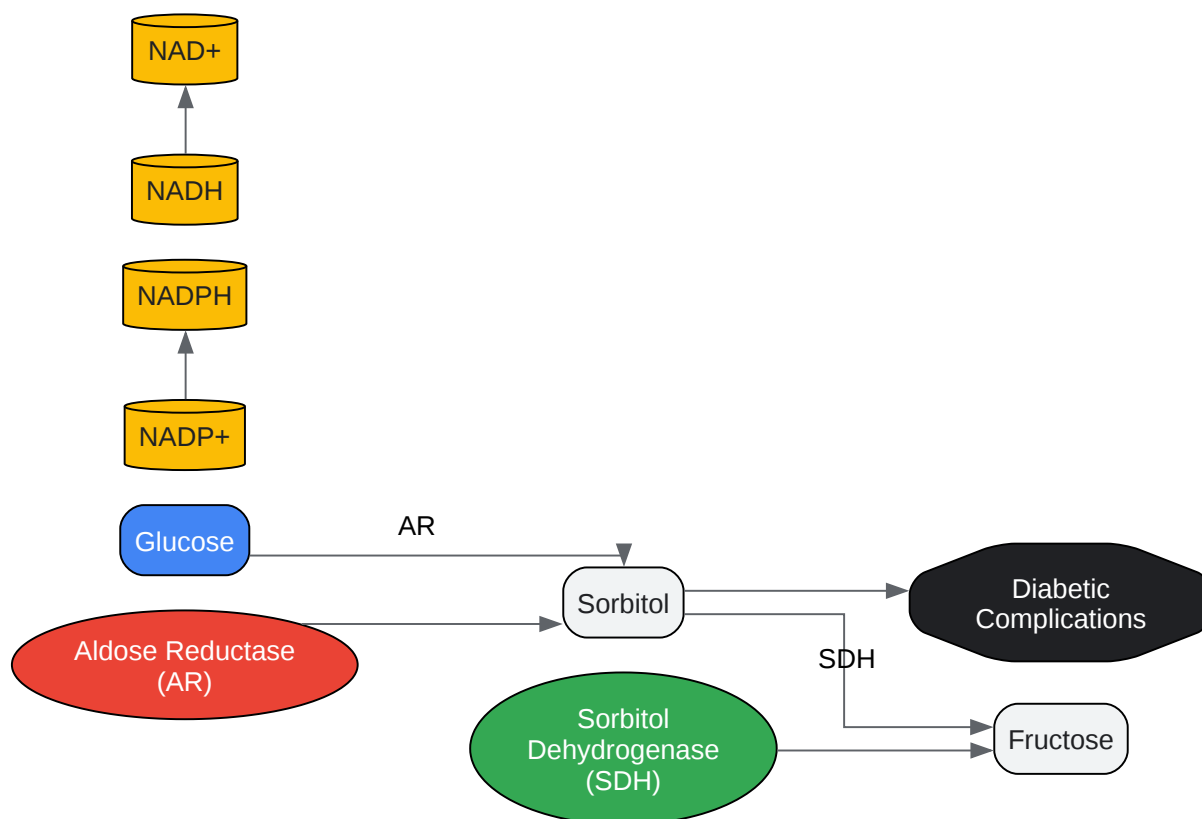 NAD+
NADH
NADPH
NADP+
Glucose
AR
Sorbitol
Diabetic
Complications
Aldose Reductase
(AR)
SDH
Sorbitol
Dehydrogenase
(SDH)
Fructose